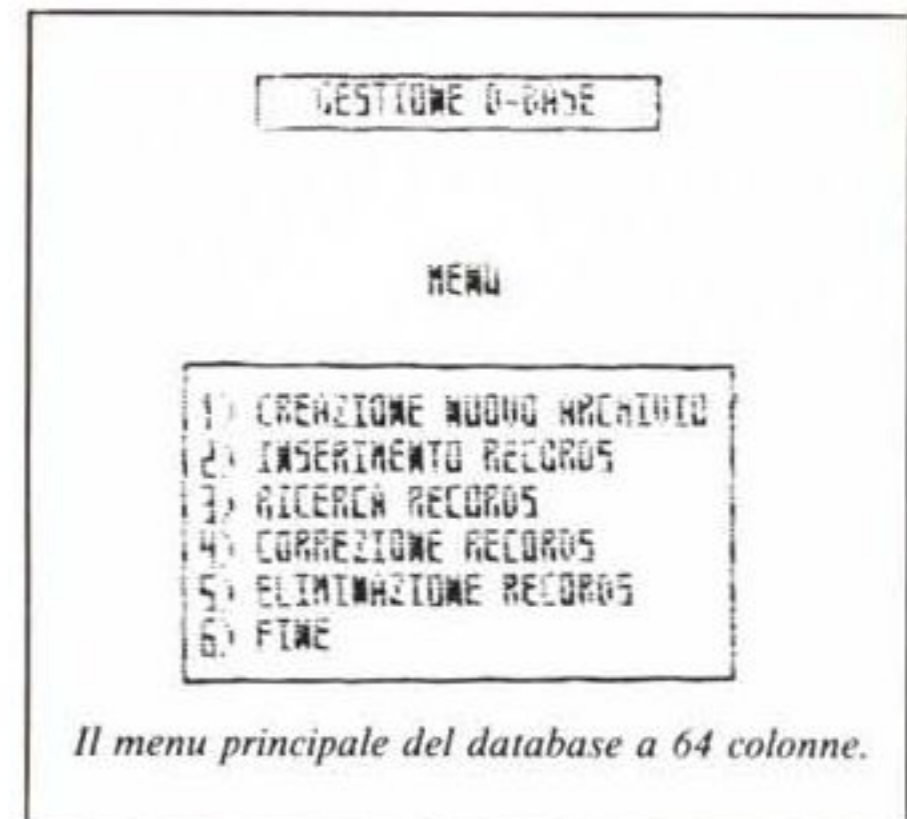 GESTIONE D-BASE
MENU
1) CREAZIONE NUOVO ARCHIVIO
2) INSERIMENTO RECORDS
3) RICERCA RECORDS
4) CORREZIONE RECORDS
5) ELIMINAZIONE RECORDS
6) FINE
Il menu principale del database a 64 colonne.